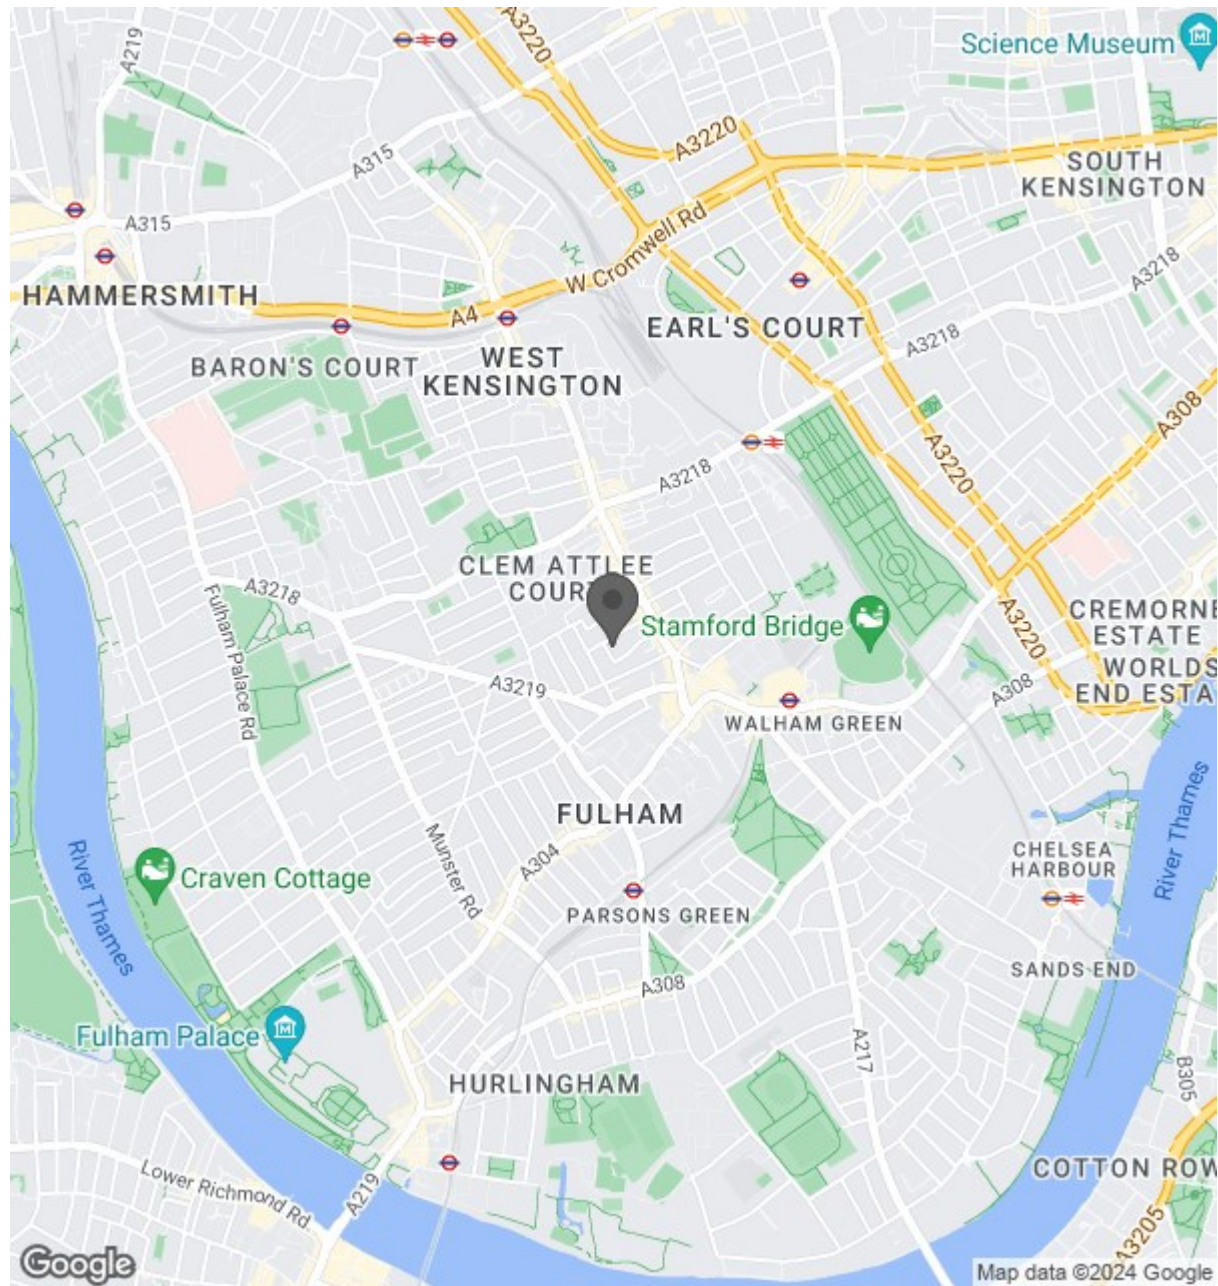 A219
A3220
Science Museum
A315
A3220
SOUTH
KENSINGTON
A315
W Cromwell Rd
A3218
HAMMERSMITH
A4
EARL'S COURT
A3218
BARON'S COURT
WEST
KENSINGTON
A308
A3220
A3218
CLEM ATTLEE
COURT
A3218
Fulham Palace Rd
Stamford Bridge
A3220
CREMORNE
ESTATE
WORLDS
END ESTA
A3219
A308
WALHAM GREEN
FULHAM
River Thames
Munster Rd
A304
CHELSEA
HARBOUR
River Thames
Craven Cottage
PARSONS GREEN
SANDS END
A308
Fulham Palace
A217
HURLINGHAM
B305
COTTON ROW
Lower Richmond Rd
A219
A3205
Google
Map data ©2024 Google